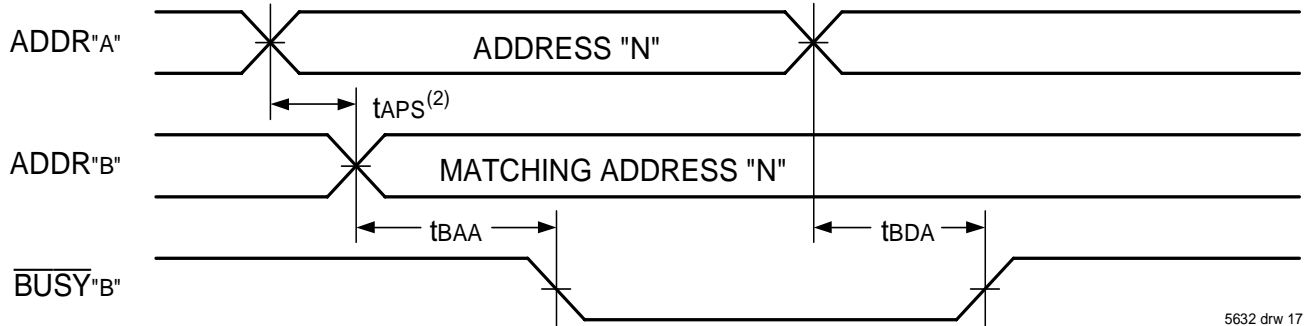 ADDR"A"
ADDRESS "N"
tAPS(2)
ADDR"B"
MATCHING ADDRESS "N"
tBAA
tBDA
BUSY"B"
5632 drw 17